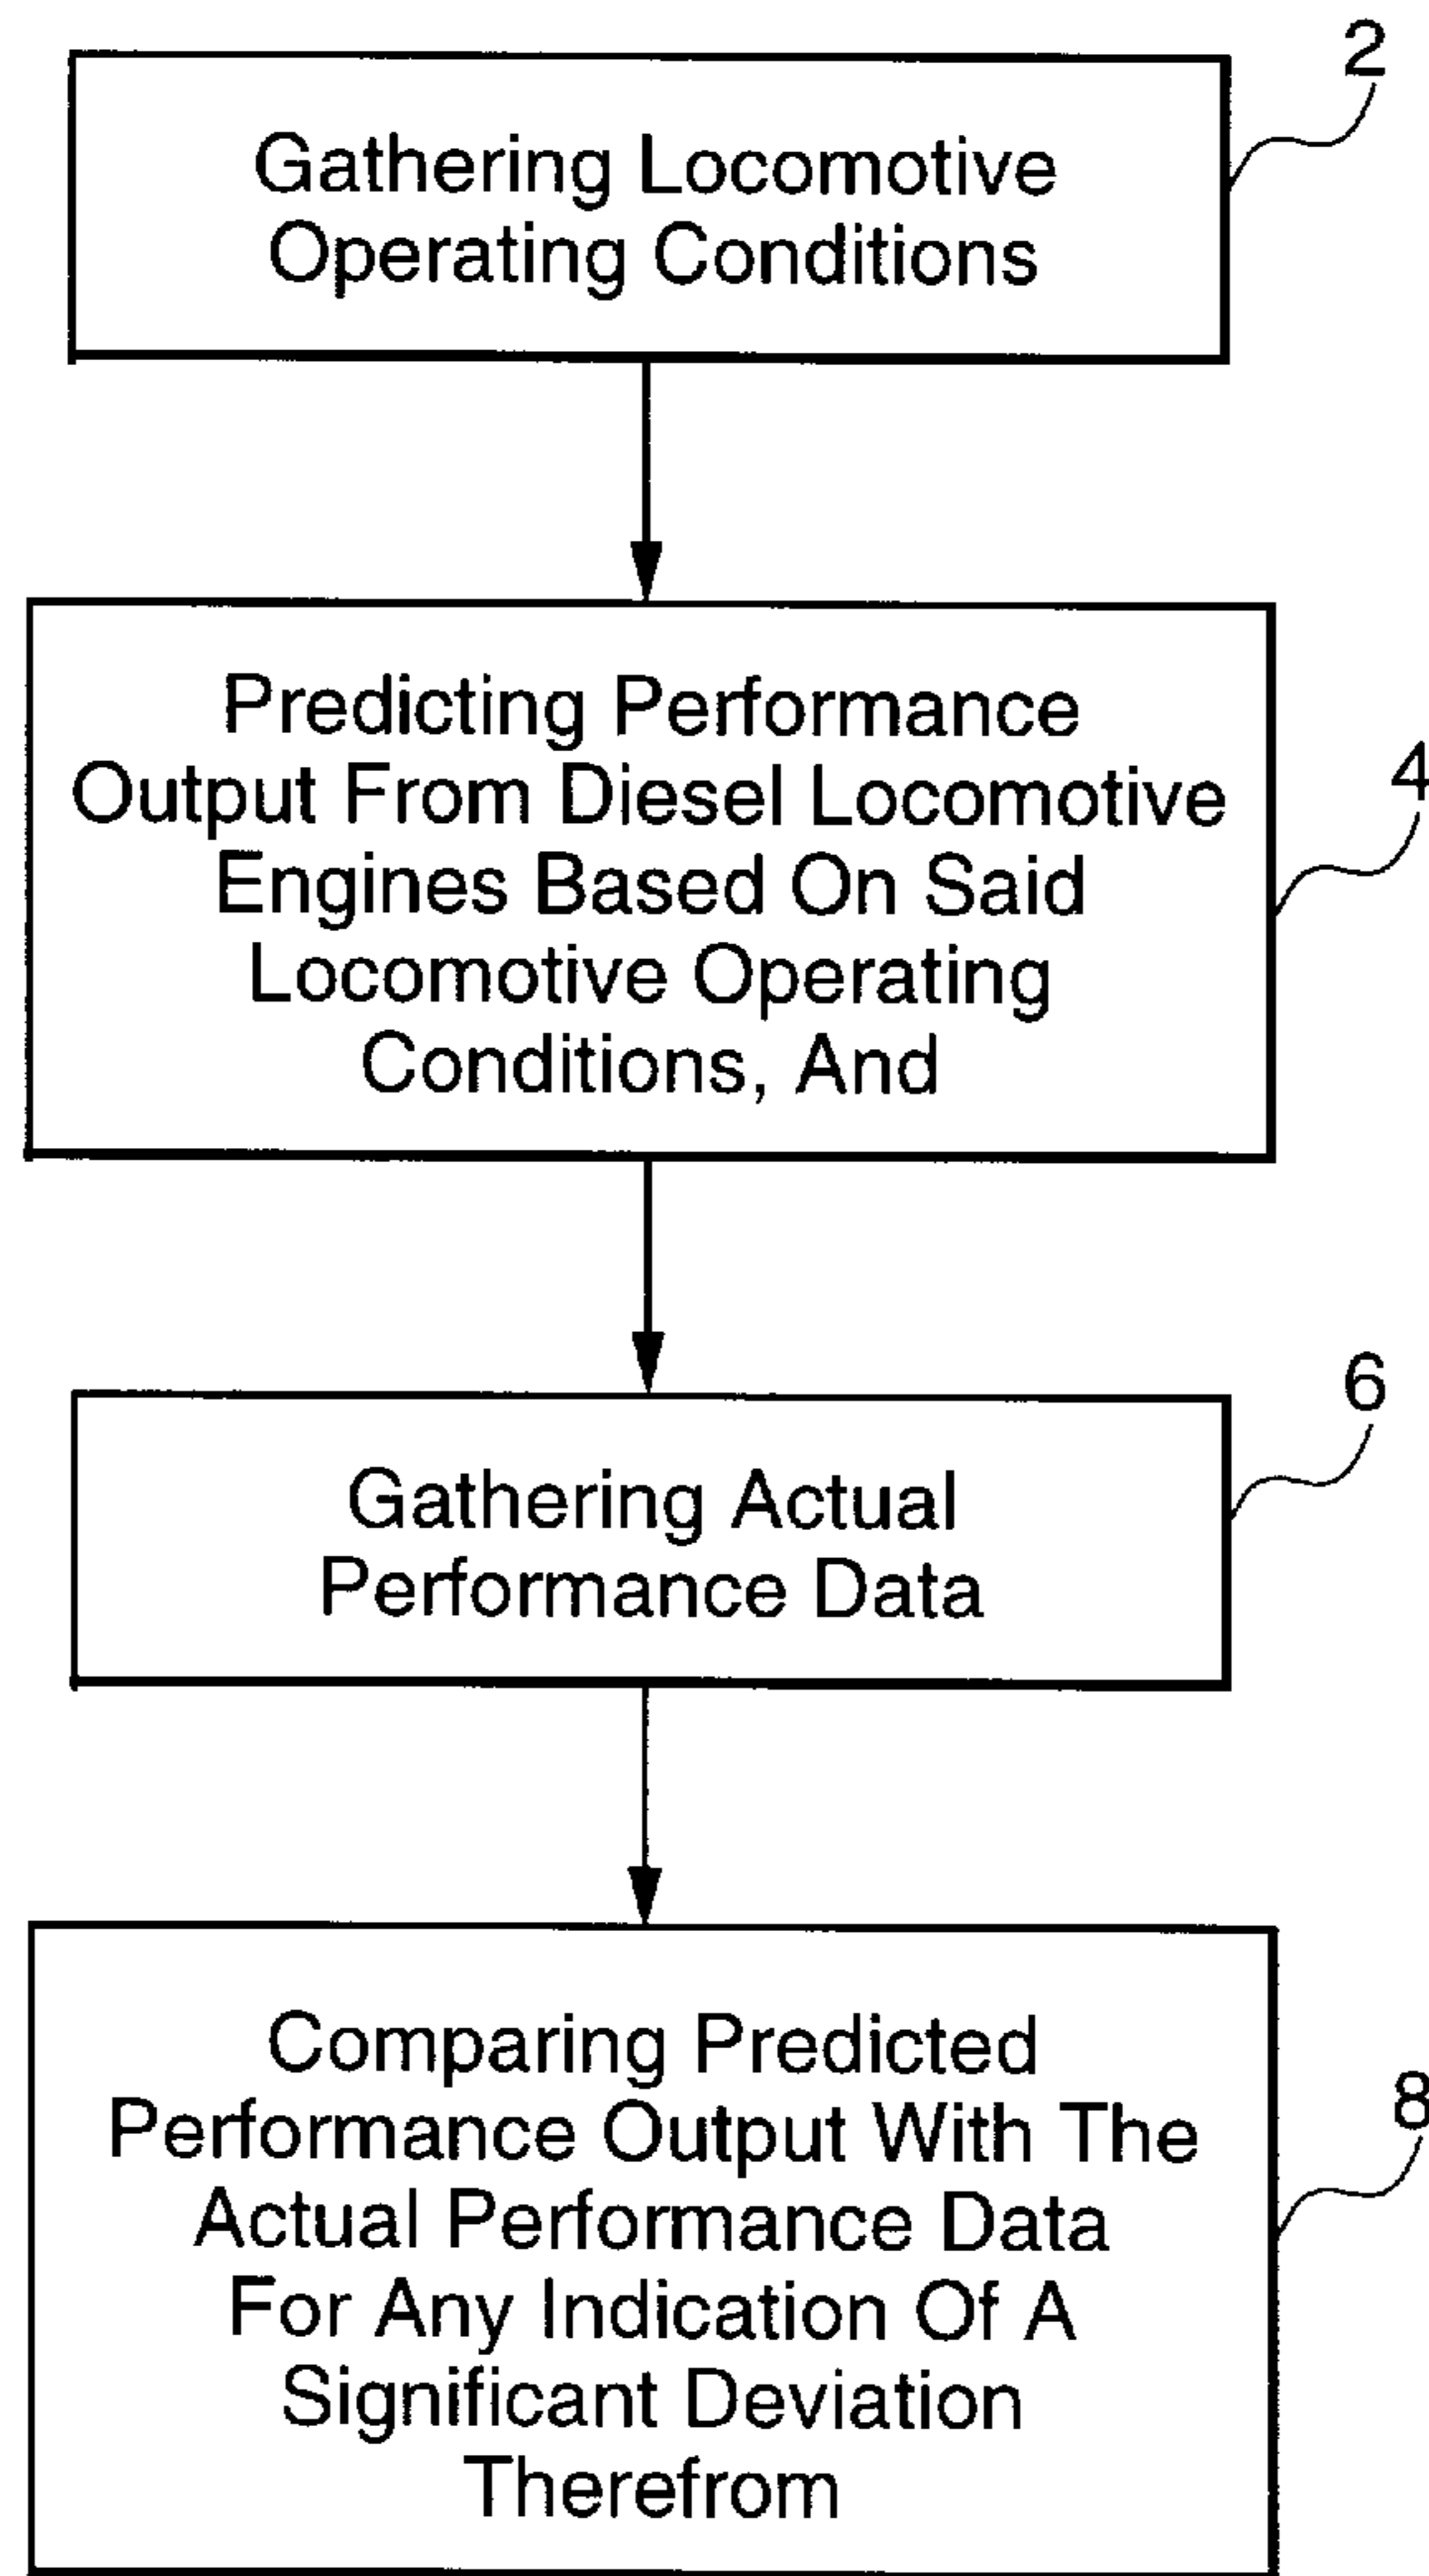 2
Gathering Locomotive
Operating Conditions
Predicting Performance
Output From Diesel Locomotive
Engines Based On Said
Locomotive Operating
Conditions, And
4
Gathering Actual
Performance Data
6
Comparing Predicted
Performance Output With The
Actual Performance Data
For Any Indication Of A
Significant Deviation
Therefrom
8